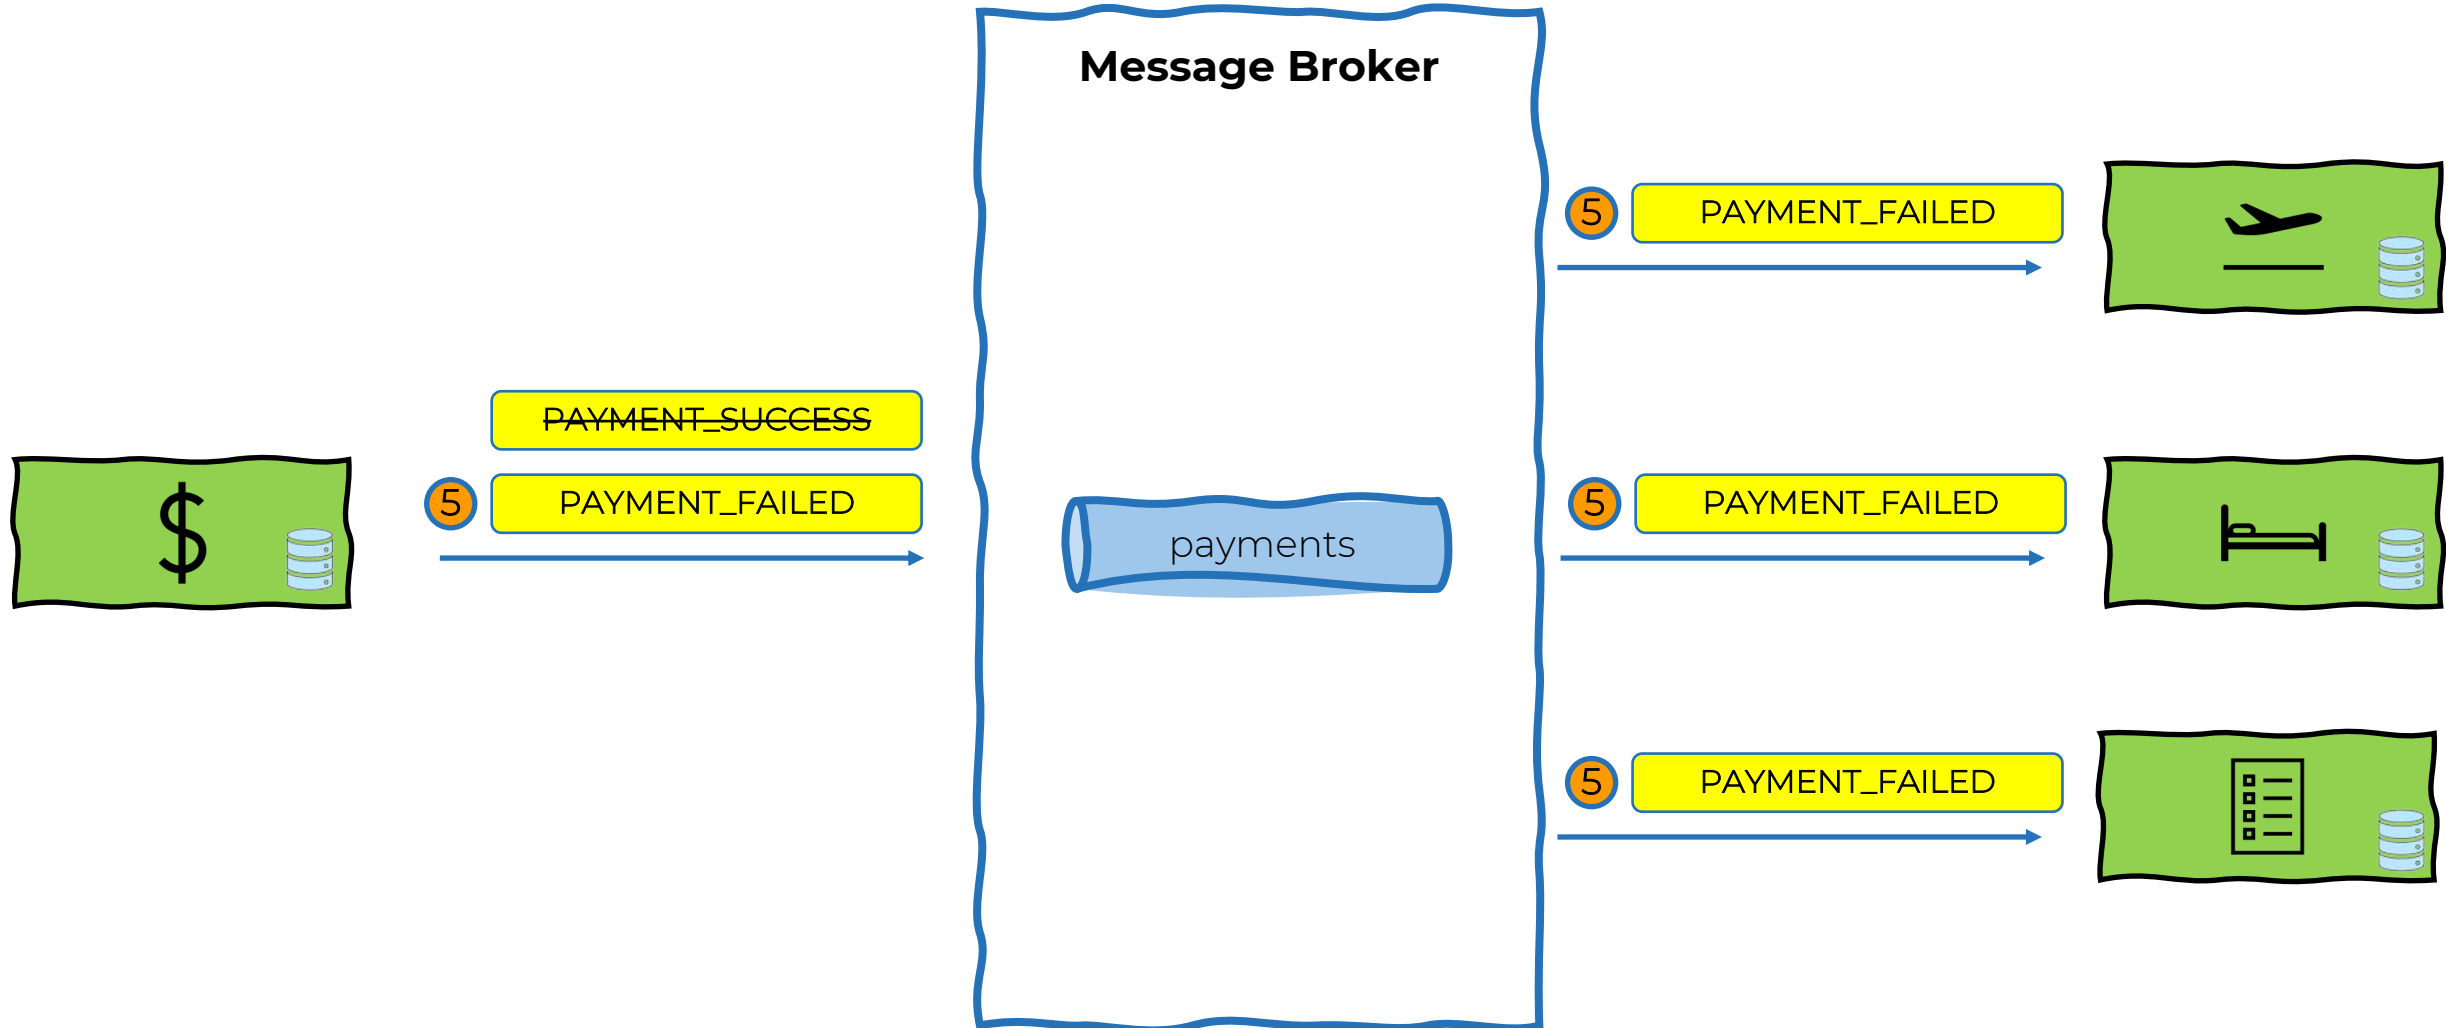 Message Broker
5
PAYMENT_FAILED
PAYMENT_SUCCESS
5
PAYMENT_FAILED
payments
5
PAYMENT_FAILED
5
PAYMENT_FAILED
$